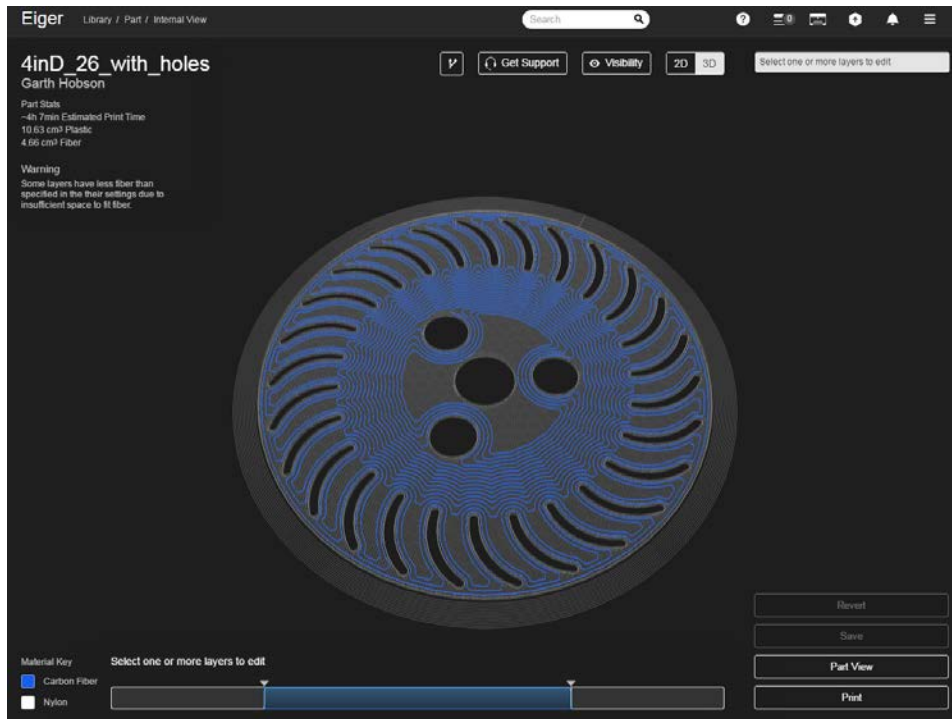 Eiger
Library / Part / Internal View
Search
0
4inD_26_with_holes
Garth Hobson
Get Support
Visibility
2D
3D
Select one or more layers to edit
Part Stats
~4h 7min Estimated Print Time
10.63 cm³ Plastic
4.66 cm³ Fiber
Warning
Some layers have less fiber than
specified in the their settings due to
insufficient space to fit fiber.
Revert
Save
Part View
Print
Material Key
Carbon Fiber
Nylon
Select one or more layers to edit